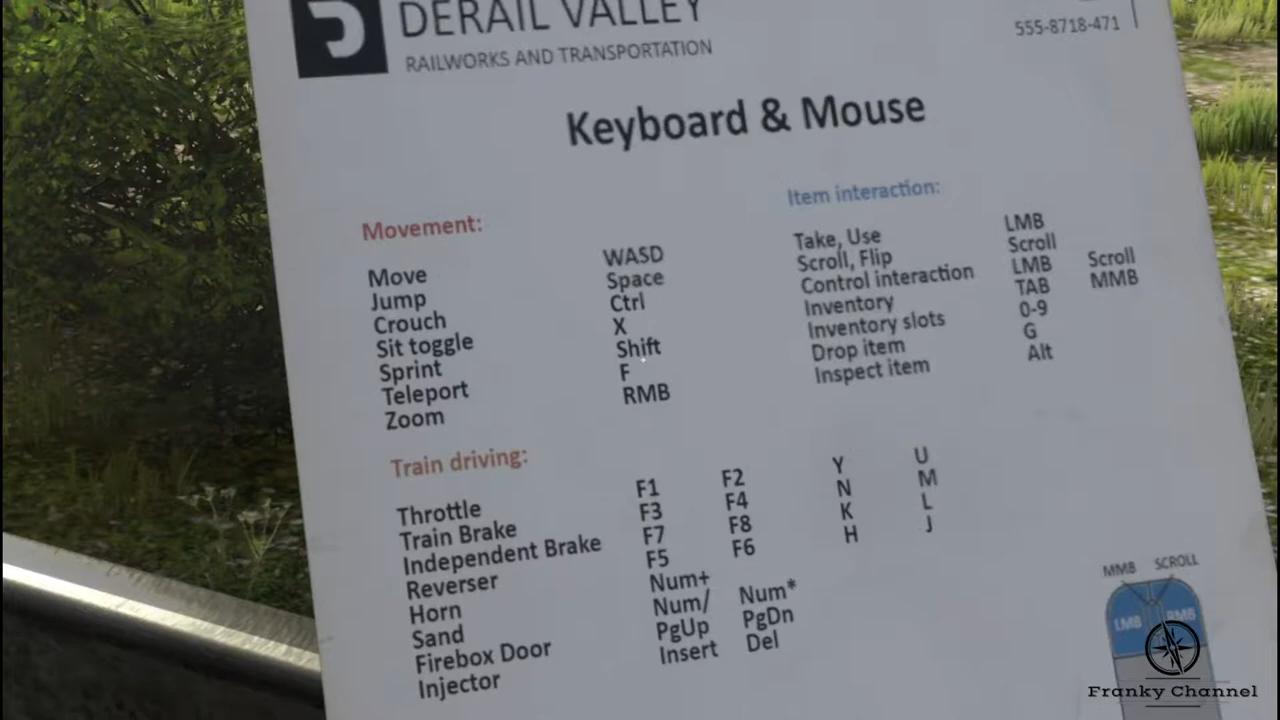 DERAIL VALLEY
RAILWORKS AND TRANSPORTATION
555-8718-471
Keyboard & Mouse
Movement:
Move WASD
Jump Space
Crouch Ctrl
Sit toggle X
Sprint Shift
Teleport F
Zoom RMB
Item interaction:
Take, Use LMB
Scroll, Flip Scroll
Control interaction LMB Scroll
Inventory TAB MMB
Inventory slots 0-9
Drop item G
Inspect item Alt
Train driving:
Throttle F1 F2 Y U
Train Brake F3 F4 N M
Independent Brake F7 F8 K L
Reverser F5 F6 H J
Horn Num+
Sand Num/ Num*
Firebox Door PgUp PgDn
Injector Insert Del
MMB SCROLL
LMB RMB
Franky Channel